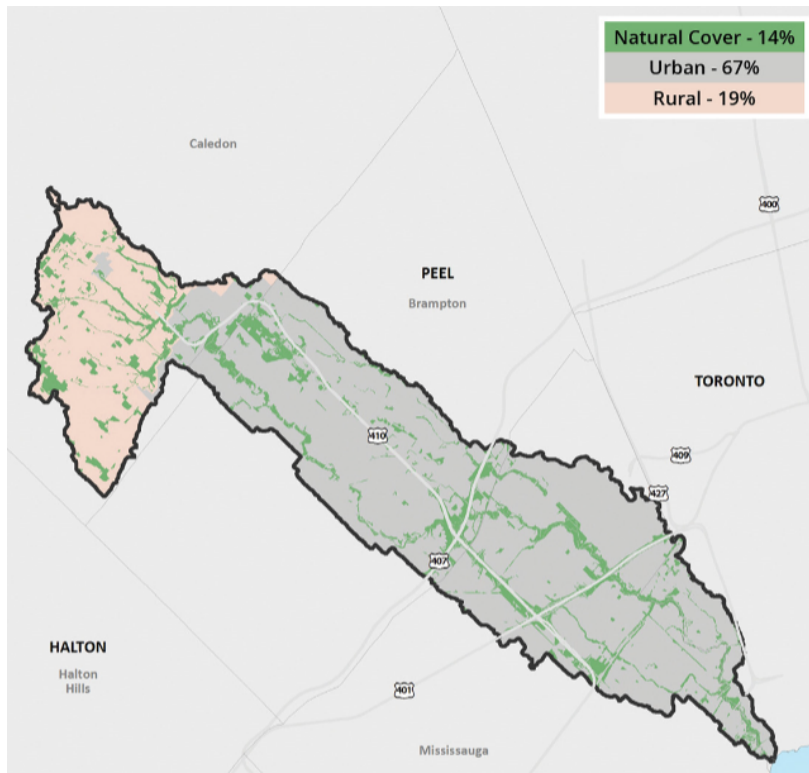 Natural Cover - 14%
Urban - 67%
Rural - 19%
Caledon
400
PEEL
Brampton
TORONTO
410
409
427
407
HALTON
Halton
Hills
401
Mississauga